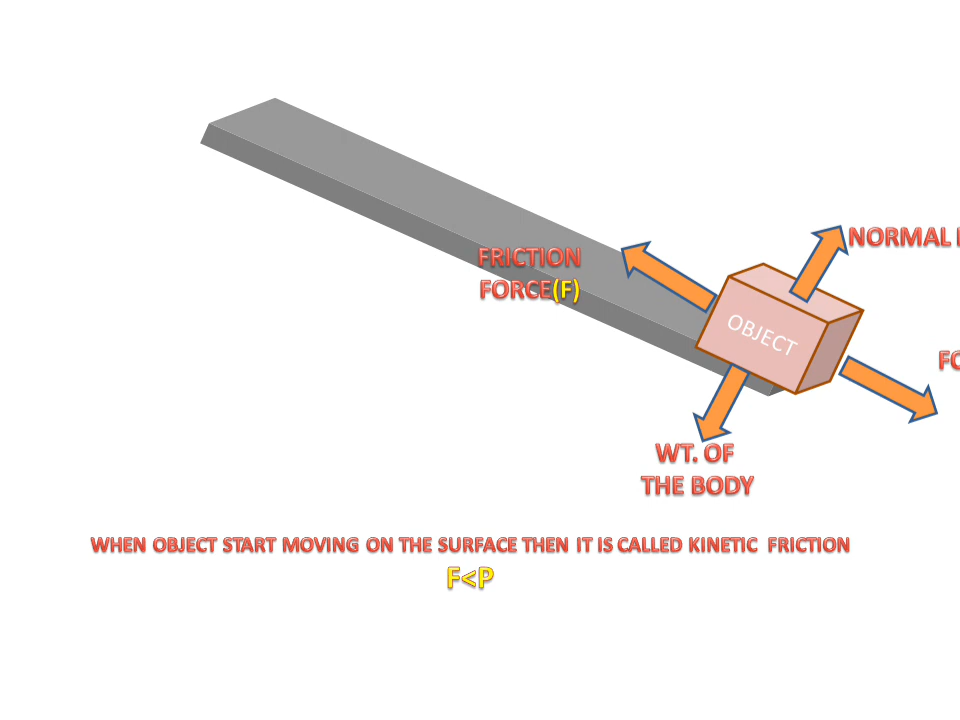 NORMAL
FRICTION
FORCE(F)
OBJECT
WT. OF
THE BODY
WHEN OBJECT START MOVING ON THE SURFACE THEN IT IS CALLED KINETIC FRICTION
F<P